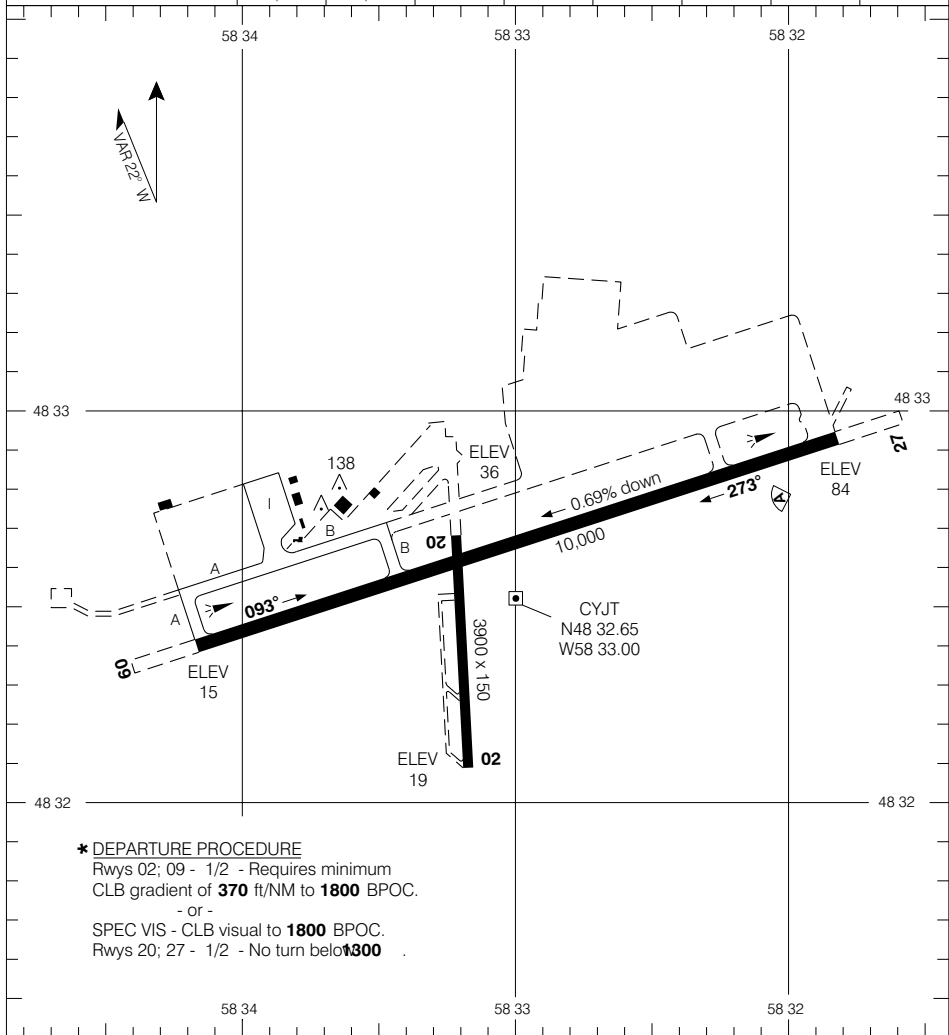 58 34
58 33
58 32
VAR 22° W
48 33
48 33
138
ELEV
36
27
ELEV
84
0.69% down
273°
A
10,000
I
B
B
20
A
A
093°
09
ELEV
15
CYJT
N48 32.65
W58 33.00
3900 x 150
ELEV
19
02
48 32
48 32
* DEPARTURE PROCEDURE
Rwys 02; 09 - 1/2 - Requires minimum
CLB gradient of 370 ft/NM to 1800 BPOC.
- or -
SPEC VIS - CLB visual to 1800 BPOC.
Rwys 20; 27 - 1/2 - No turn below 1300 .
58 34
58 33
58 32